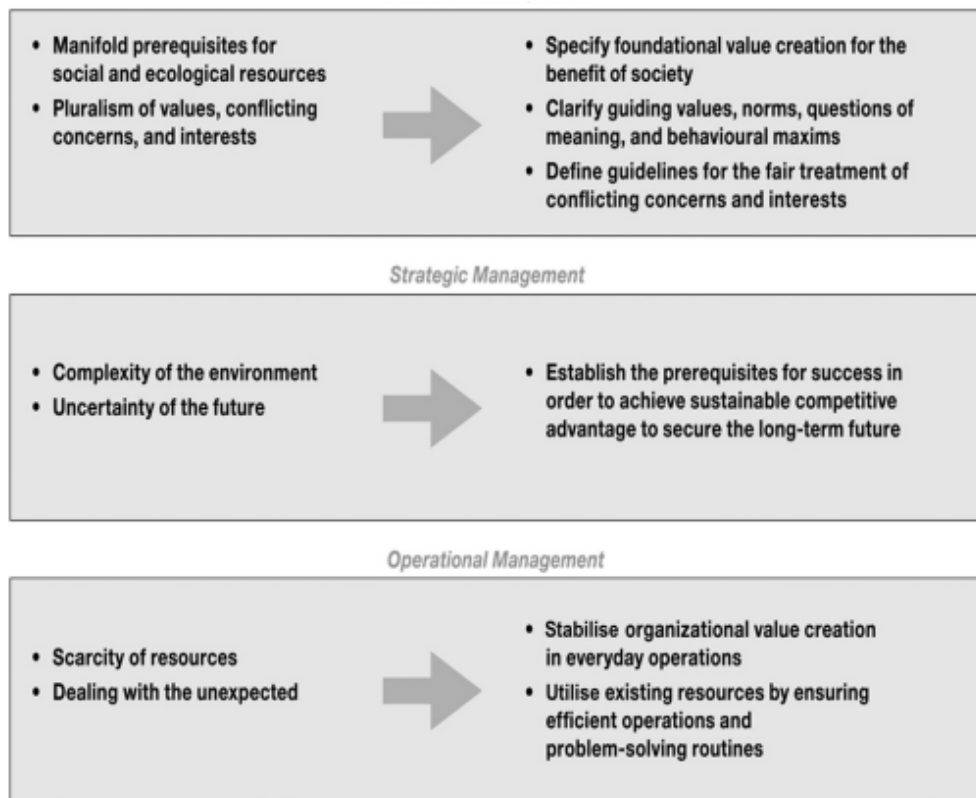 • Manifold prerequisites for
social and ecological resources
• Pluralism of values, conflicting
concerns, and interests
• Specify foundational value creation for the
benefit of society
• Clarify guiding values, norms, questions of
meaning, and behavioural maxims
• Define guidelines for the fair treatment of
conflicting concerns and interests
Strategic Management
• Complexity of the environment
• Uncertainty of the future
• Establish the prerequisites for success in
order to achieve sustainable competitive
advantage to secure the long-term future
Operational Management
• Scarcity of resources
• Dealing with the unexpected
• Stabilise organizational value creation
in everyday operations
• Utilise existing resources by ensuring
efficient operations and
problem-solving routines